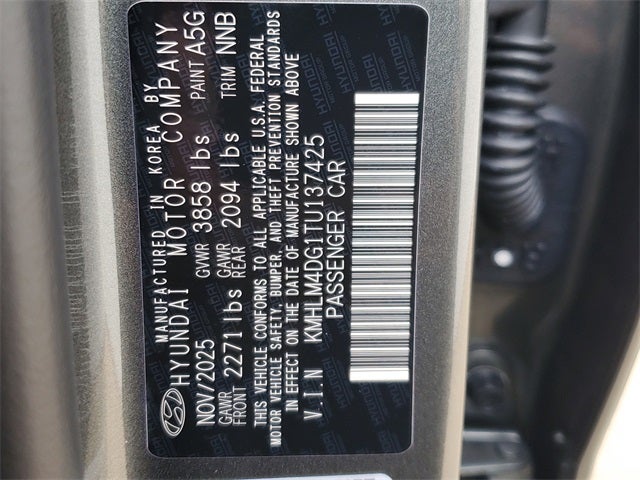 MANUFACTURED IN KOREA BY
HYUNDAI MOTOR COMPANY
NOV/2025 GVWR 3858 lbs PAINT A5G
GAWR FRONT 2271 lbs GAWR REAR 2094 lbs TRIM NNB
THIS VEHICLE CONFORMS TO ALL APPLICABLE U.S.A. FEDERAL
MOTOR VEHICLE SAFETY, BUMPER, AND THEFT PREVENTION STANDARDS
IN EFFECT ON THE DATE OF MANUFACTURE SHOWN ABOVE
V.I.N KMHLM4DG1TU137425
PASSENGER CAR